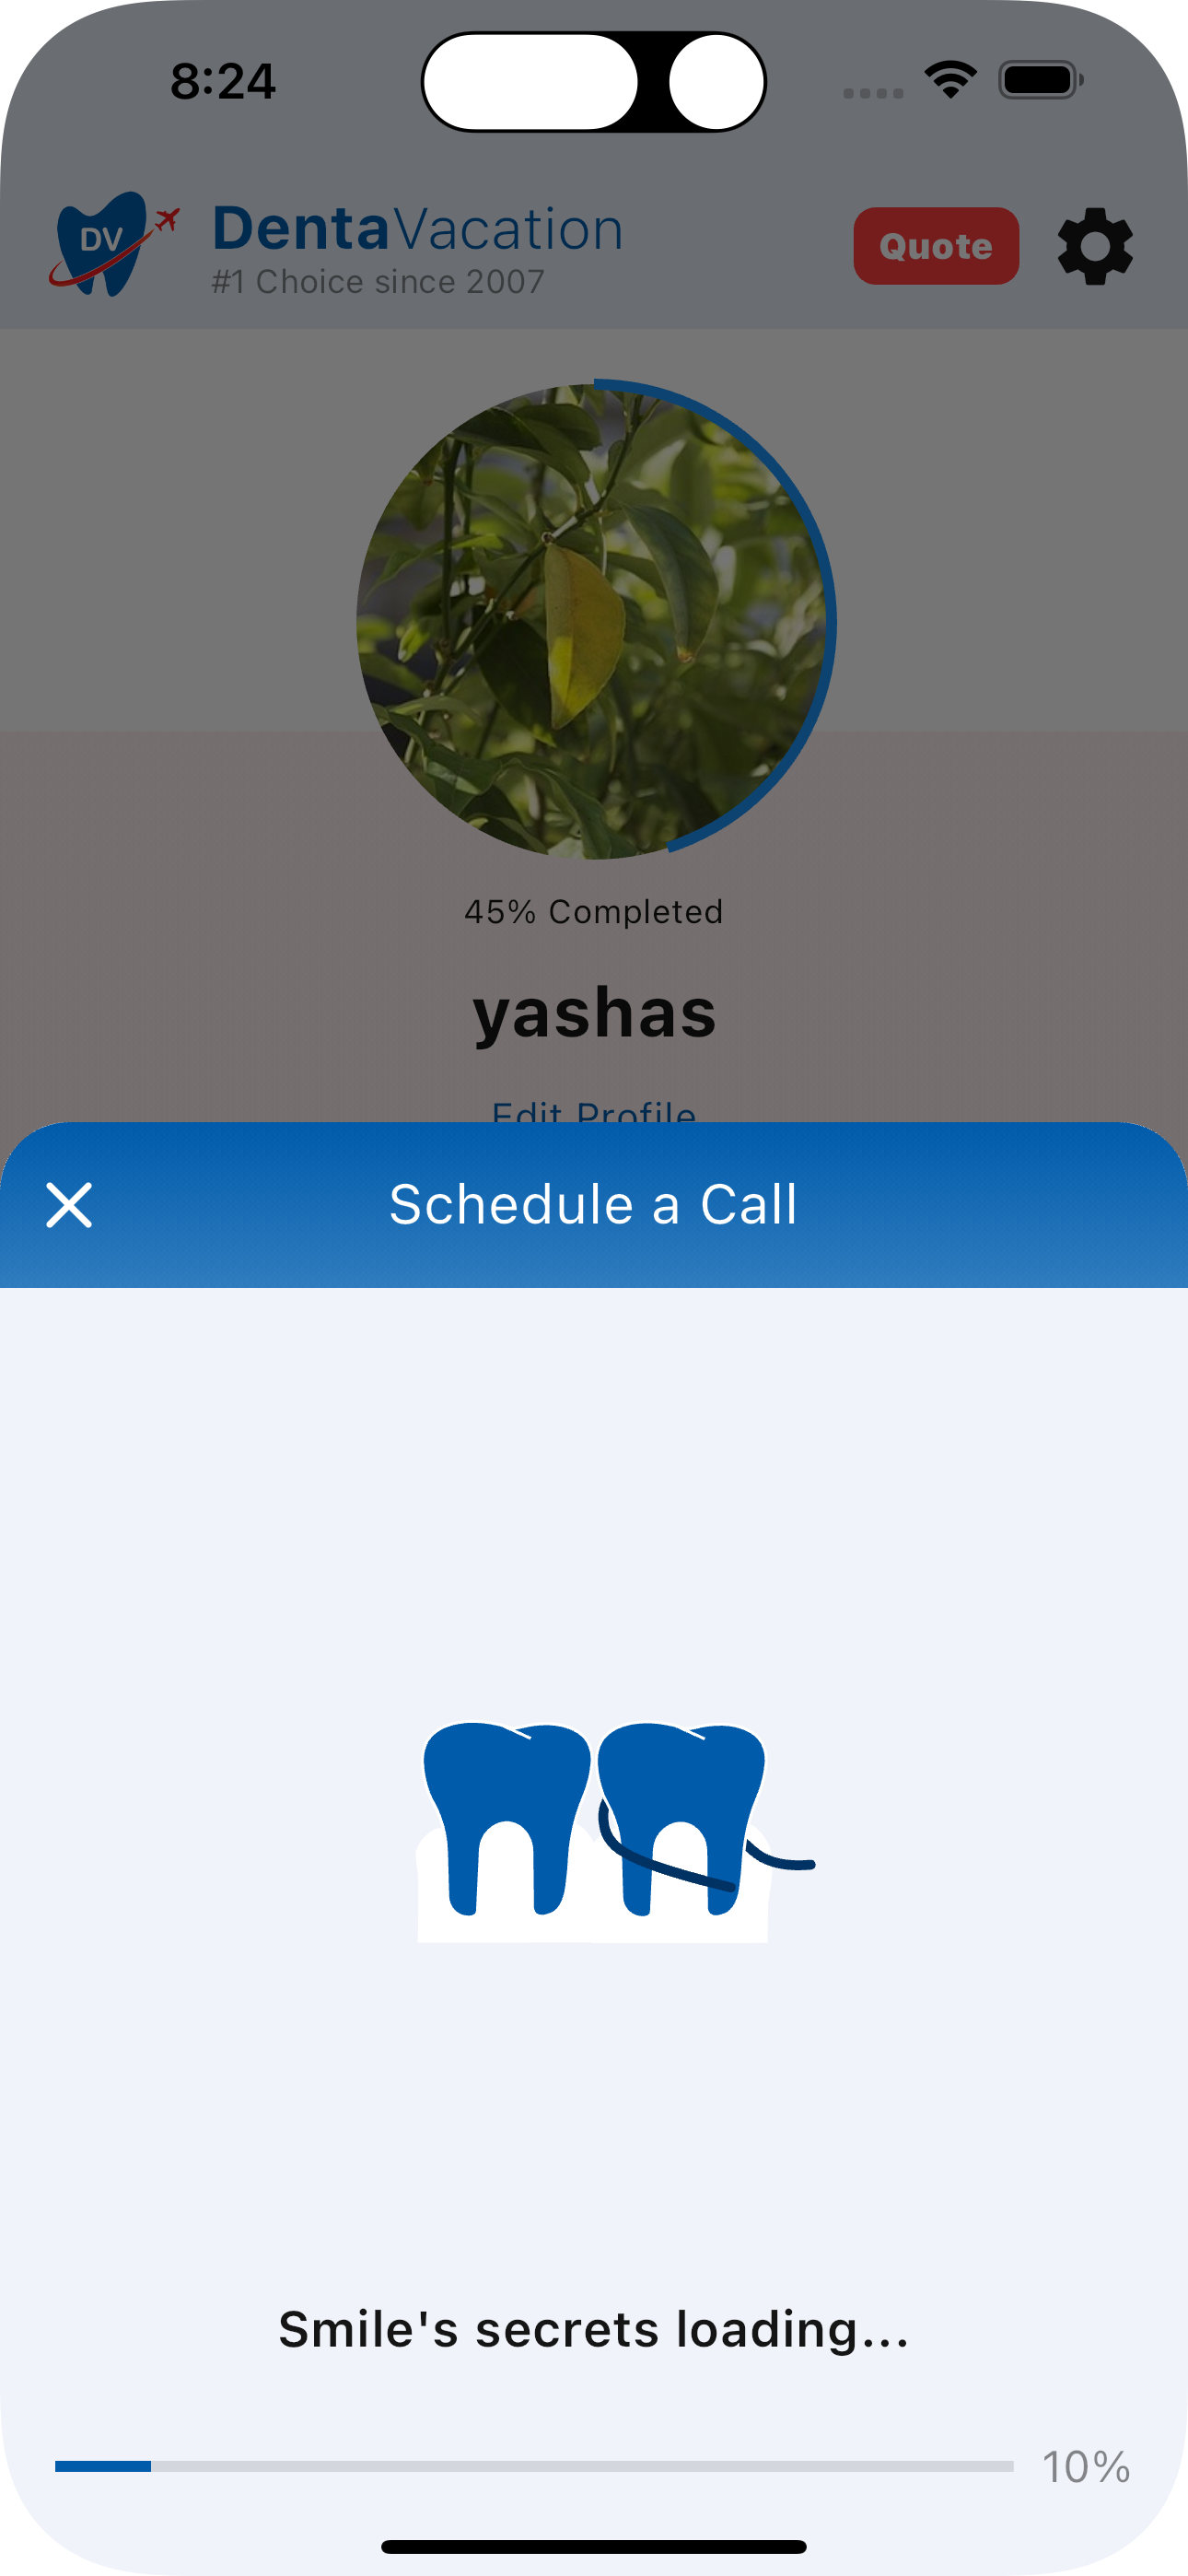 8:24
DV
DentaVacation
#1 Choice since 2007
Quote
45% Completed
yashas
Edit Profile
Schedule a Call
Smile's secrets loading...
10%